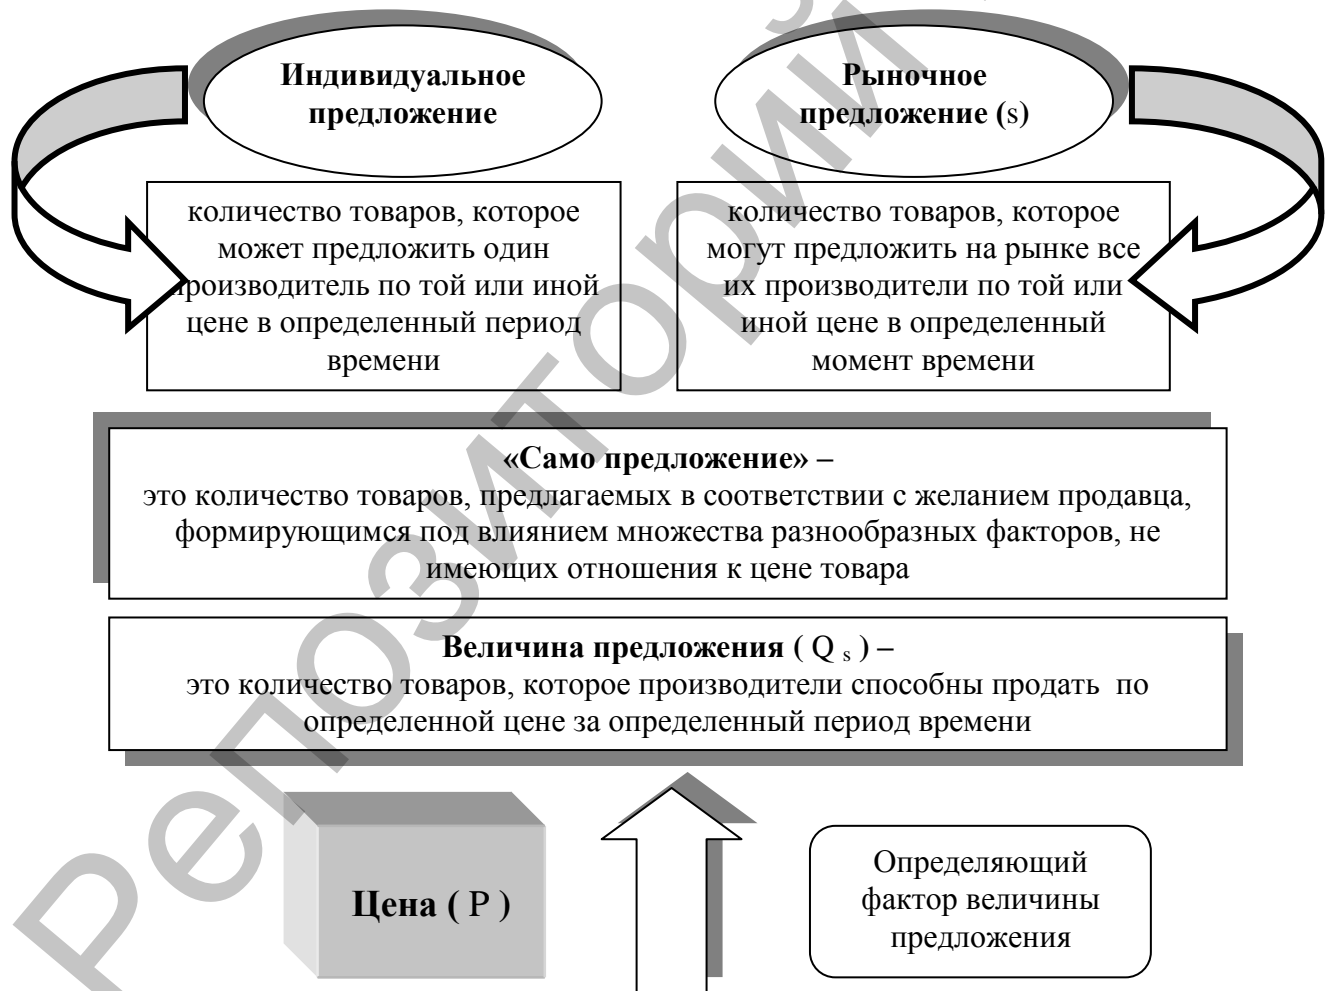 Индивидуальное
предложение
Рыночное
предложение (s)
количество товаров, которое
может предложить один
производитель по той или иной
цене в определенный период
времени
количество товаров, которое
могут предложить на рынке все
их производители по той или
иной цене в определенный
момент времени
«Само предложение» –
это количество товаров, предлагаемых в соответствии с желанием продавца,
формирующимся под влиянием множества разнообразных факторов, не
имеющих отношения к цене товара
Величина предложения ( Q s ) –
это количество товаров, которое производители способны продать по
определенной цене за определенный период времени
Цена ( P )
Определяющий
фактор величины
предложения
Репозиторий